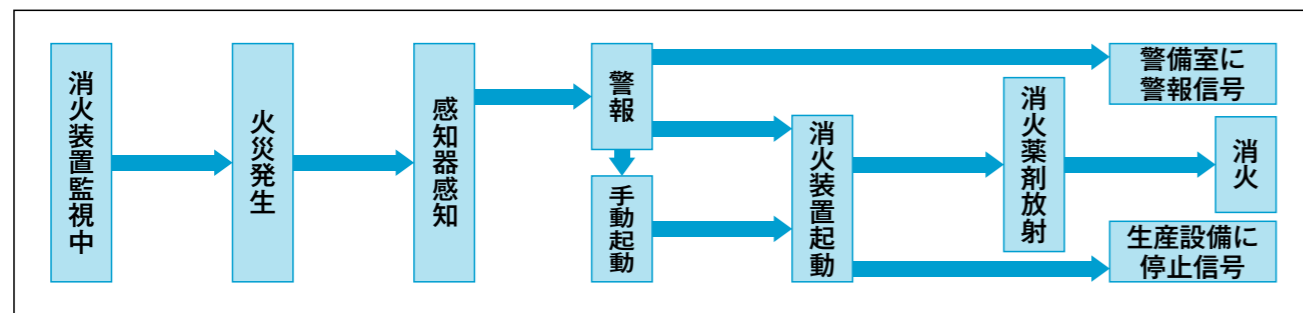 消火装置監視中
火災発生
感知器感知
警報
手動起動
消火装置起動
消火薬剤放射
警備室に
警報信号
消火
生産設備に
停止信号